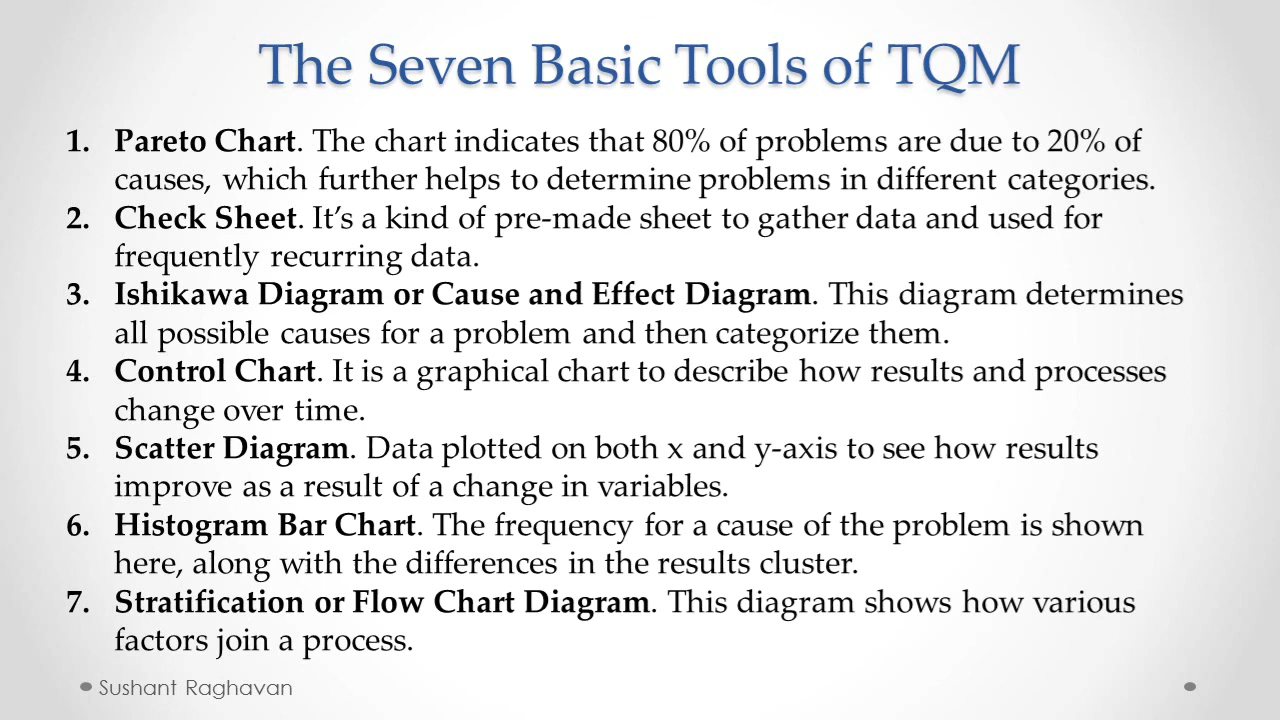 The Seven Basic Tools of TQM
1. Pareto Chart. The chart indicates that 80% of problems are due to 20% of
causes, which further helps to determine problems in different categories.
2. Check Sheet. It’s a kind of pre-made sheet to gather data and used for
frequently recurring data.
3. Ishikawa Diagram or Cause and Effect Diagram. This diagram determines
all possible causes for a problem and then categorize them.
4. Control Chart. It is a graphical chart to describe how results and processes
change over time.
5. Scatter Diagram. Data plotted on both x and y-axis to see how results
improve as a result of a change in variables.
6. Histogram Bar Chart. The frequency for a cause of the problem is shown
here, along with the differences in the results cluster.
7. Stratification or Flow Chart Diagram. This diagram shows how various
factors join a process.
Sushant Raghavan